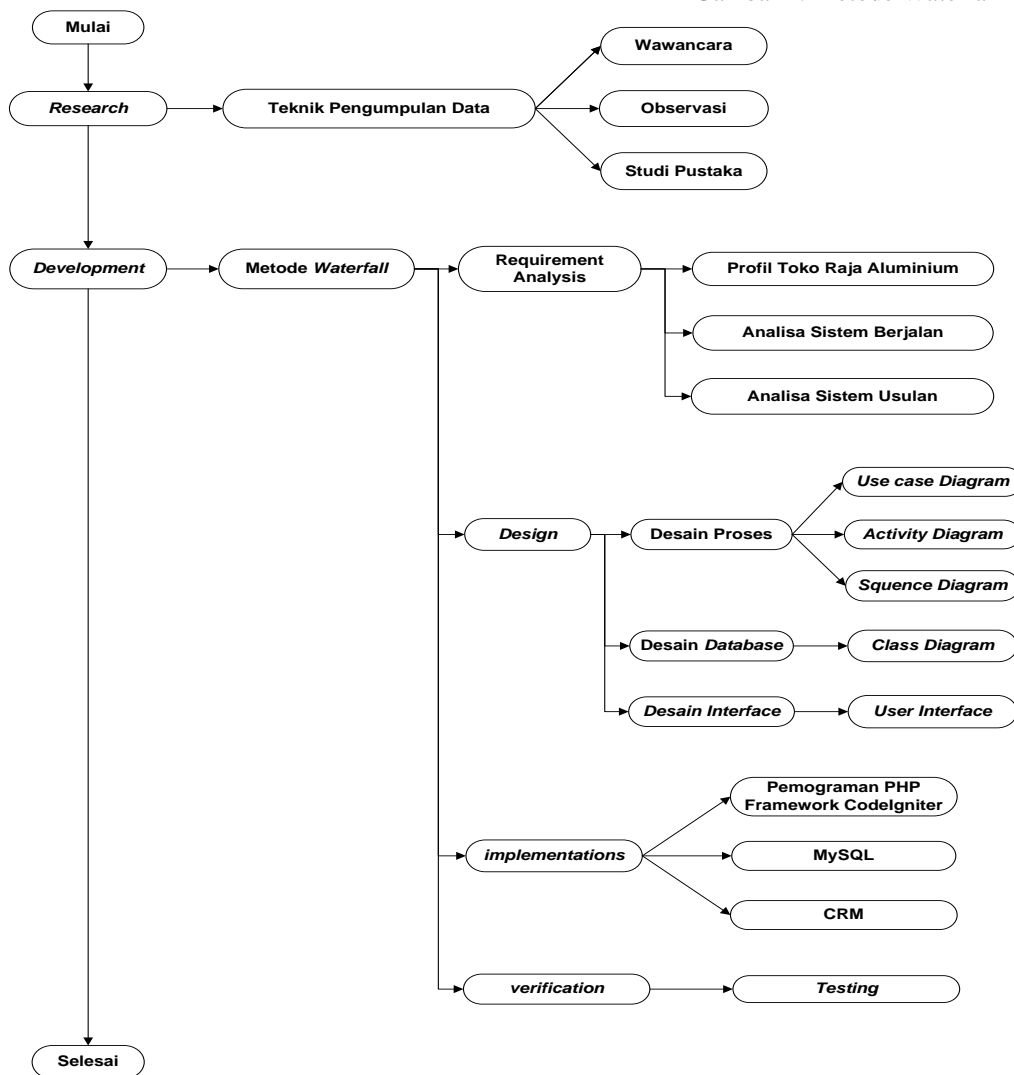 Mulai
Research
Teknik Pengumpulan Data
Wawancara
Observasi
Studi Pustaka
Development
Metode Waterfall
Requirement
Analysis
Profil Toko Raja Aluminium
Analisa Sistem Berjalan
Analisa Sistem Usulan
Design
Desain Proses
Use case Diagram
Activity Diagram
Squence Diagram
Desain Database
Class Diagram
Desain Interface
User Interface
implementations
Pemograman PHP
Framework CodeIgniter
MySQL
CRM
verification
Testing
Selesai